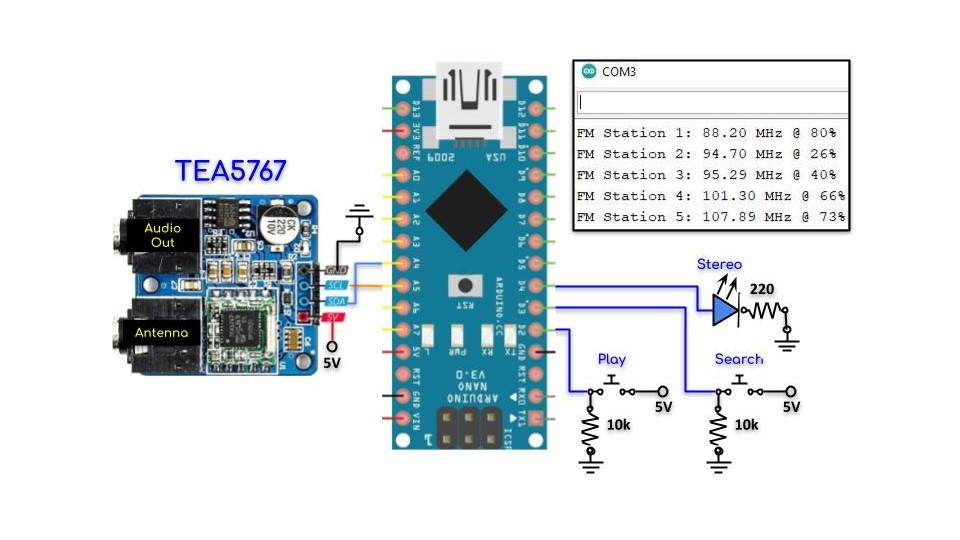 COM3
FM Station 1: 88.20 MHz @ 80%
FM Station 2: 94.70 MHz @ 26%
FM Station 3: 95.29 MHz @ 40%
FM Station 4: 101.30 MHz @ 66%
FM Station 5: 107.89 MHz @ 73%
TEA5767
Audio
Out
Antenna
CK
220
10V
GND
SCL
SDA
5V
5V
D13
3V3
REF
A0
A1
A2
A3
A4
A5
A6
A7
5V
RST
GND
VIN
D12
D11
D10
D9
D8
D7
D6
D5
D4
D3
D2
GND
RST
RX0
TX1
2009
USA
RST
ARDUINO.CC
L
PWR
RX
TX
ARDUINO
NANO
V3.0
1
ICSP
Stereo
220
Play
5V
10k
Search
5V
10k